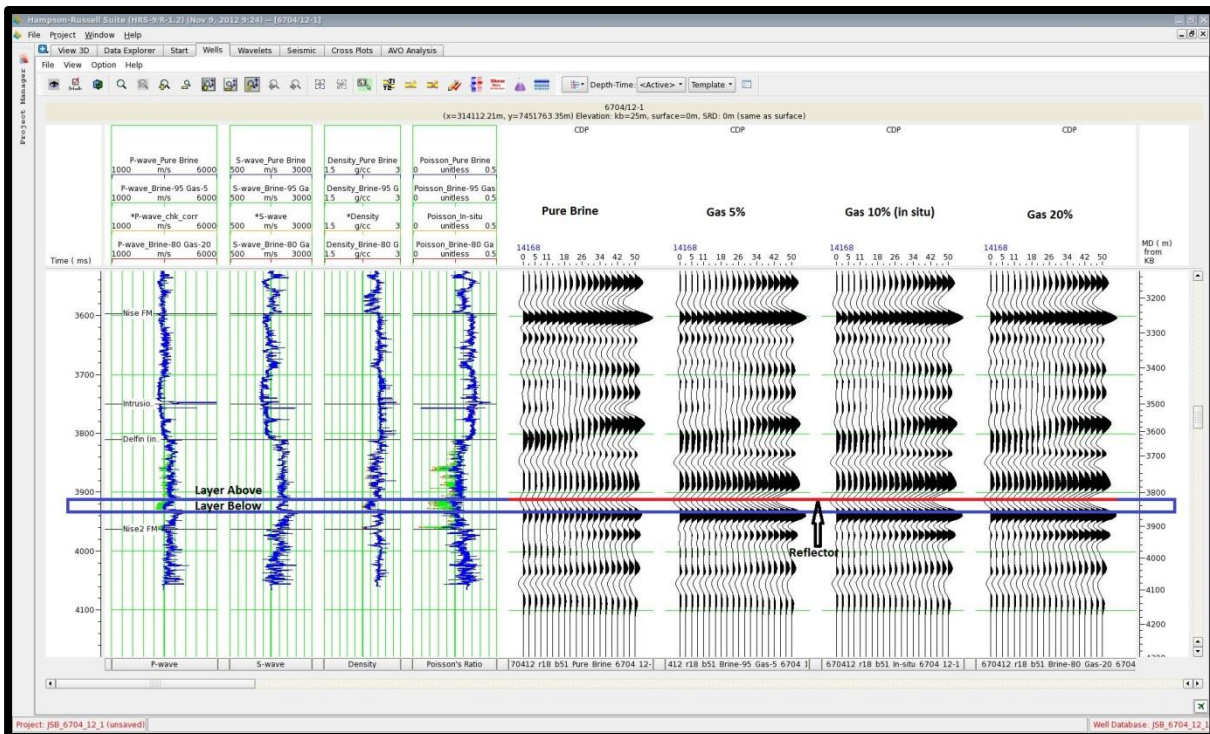 Hampson-Russell Suite (HRS-9/R-1.2) (Nov 9, 2012 9:24) -- [6704/12-1]
File Project Window Help
Project Manager
View 3D Data Explorer Start Wells Wavelets Seismic Cross Plots AVO Analysis
File View Option Help
Depth-Time: <Active> Template
6704/12-1
(x=314112.21m, y=7451763.35m) Elevation: kb=25m, surface=0m, SRD: 0m (same as surface)
CDP CDP CDP CDP
P-wave_Pure Brine S-wave_Pure Brine Density_Pure Brine Poisson_Pure Brine
1000 m/s 6000 500 m/s 3000 1.5 g/cc 3 0 unitless 0.5
P-wave_Brine-95 Gas-5 S-wave_Brine-95 Ga Density_Brine-95 G Poisson_Brine-95 Gas
1000 m/s 6000 500 m/s 3000 1.5 g/cc 3 0 unitless 0.5
*P-wave_chk_corr *S-wave *Density Poisson_In-situ
1000 m/s 6000 500 m/s 3000 1.5 g/cc 3 0 unitless 0.5
Pure Brine Gas 5% Gas 10% (in situ) Gas 20%
P-wave_Brine-80 Gas-20 S-wave_Brine-80 Ga Density_Brine-80 G Poisson_Brine-80 Ga
1000 m/s 6000 500 m/s 3000 1.5 g/cc 3 0 unitless 0.5
14168 14168 14168 14168
0 5 11 18 26 34 42 50 0 5 11 18 26 34 42 50 0 5 11 18 26 34 42 50 0 5 11 18 26 34 42 50
Time ( ms)
MD ( m)
from
KB
3200
3600 Nise FM
3300
3700 3400
Intrusio. 3500
3800 3600
Delfin (in.
3700
3900 Layer Above 3800
Layer Below
Nise2 FM 3900
Reflector
4000 4000
4100 4100
4200
P-wave S-wave Density Poisson's Ratio 70412 r18 b51 Pure Brine 6704 12- 412 r18 b51 Brine-95 Gas-5 6704 1 670412 r18 b51 In-situ 6704 12-1 670412 r18 b51 Brine-80 Gas-20 6704
Project: JSB_6704_12_1 (unsaved) Well Database: JSB_6704_12_1